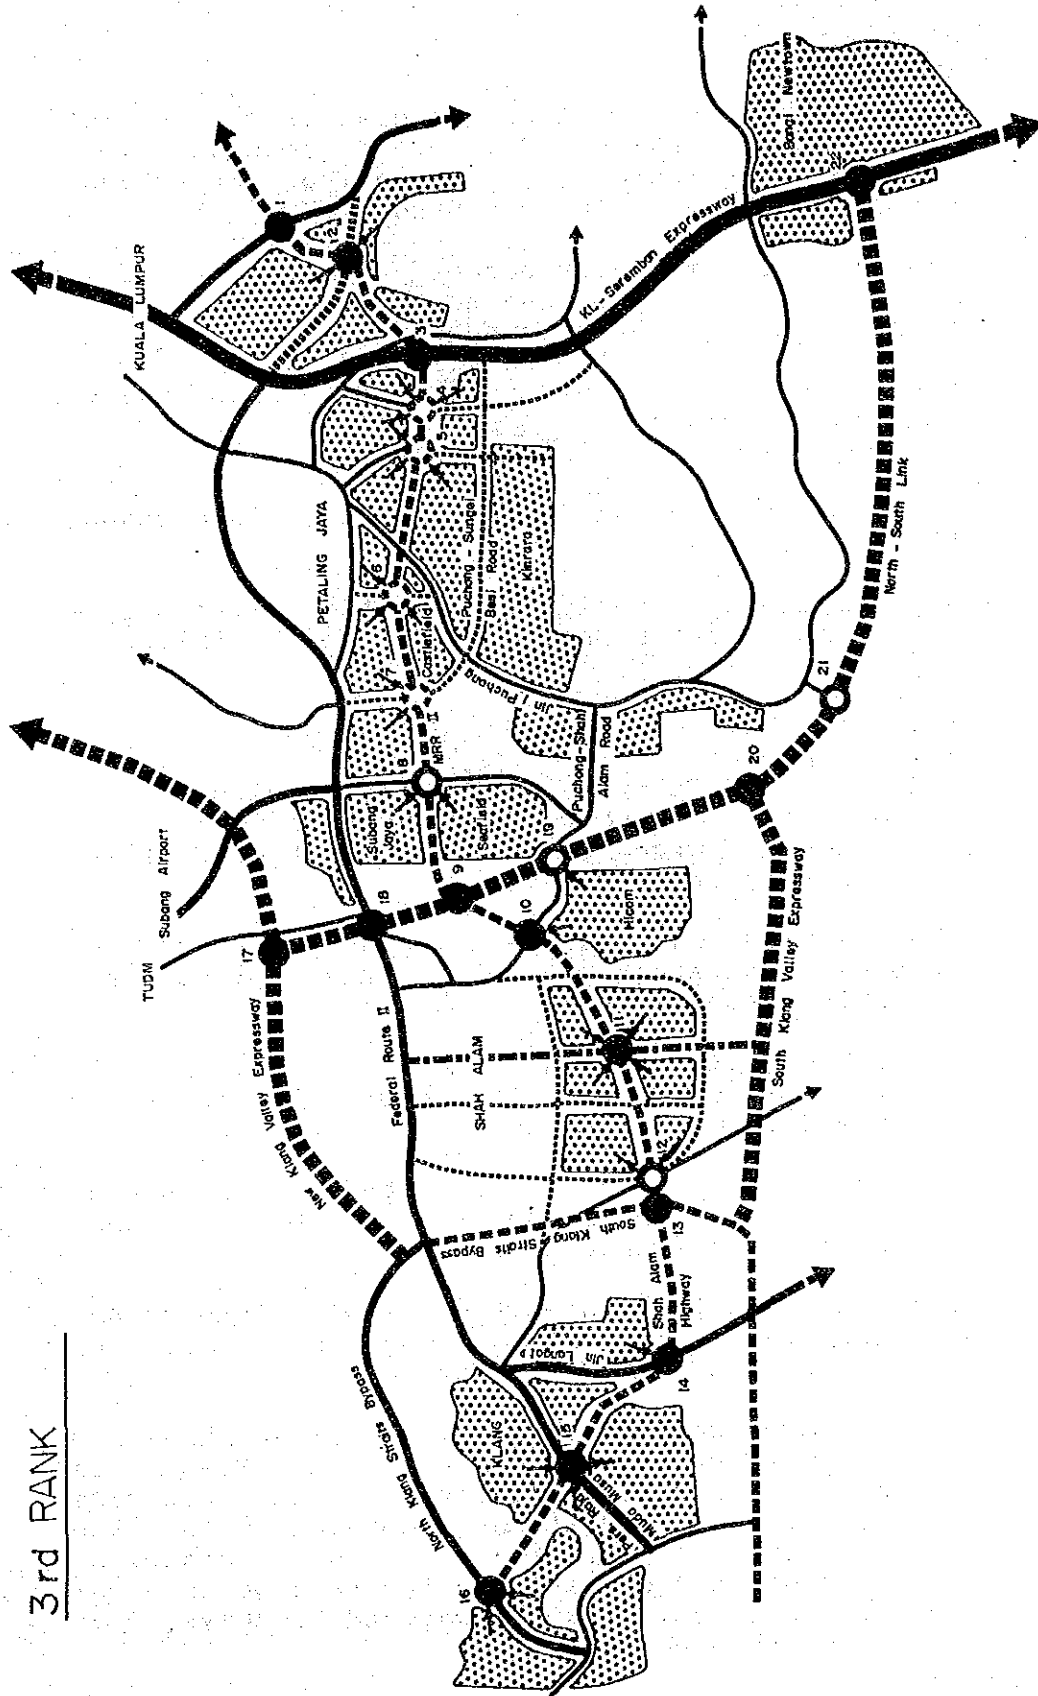 3rd RANK
KUALA LUMPUR
PETALING JAYA
Subang Airport
TUDM
New Klang Valley Expressway
Federal Route II
SHAH ALAM
North Klang Straits Bypass
South Klang Straits Bypass
Shah Alam
Highway
Jln Langat
KLANG
Persiaran
Raja
Muda
Musa
Subang
Jaya
Seafield
MRR II
Castlefield
Puchong - Sungei
Besi Road
Kinrara
Jln Puchong
Puchong - Shah
Alam Road
Hicom
South Klang Valley Expressway
North - South Link
KL - Seremban Expressway
Bangi Newtown
1
2
3
4
5
6
7
8
9
10
11
12
13
14
15
16
17
18
19
20
21
22